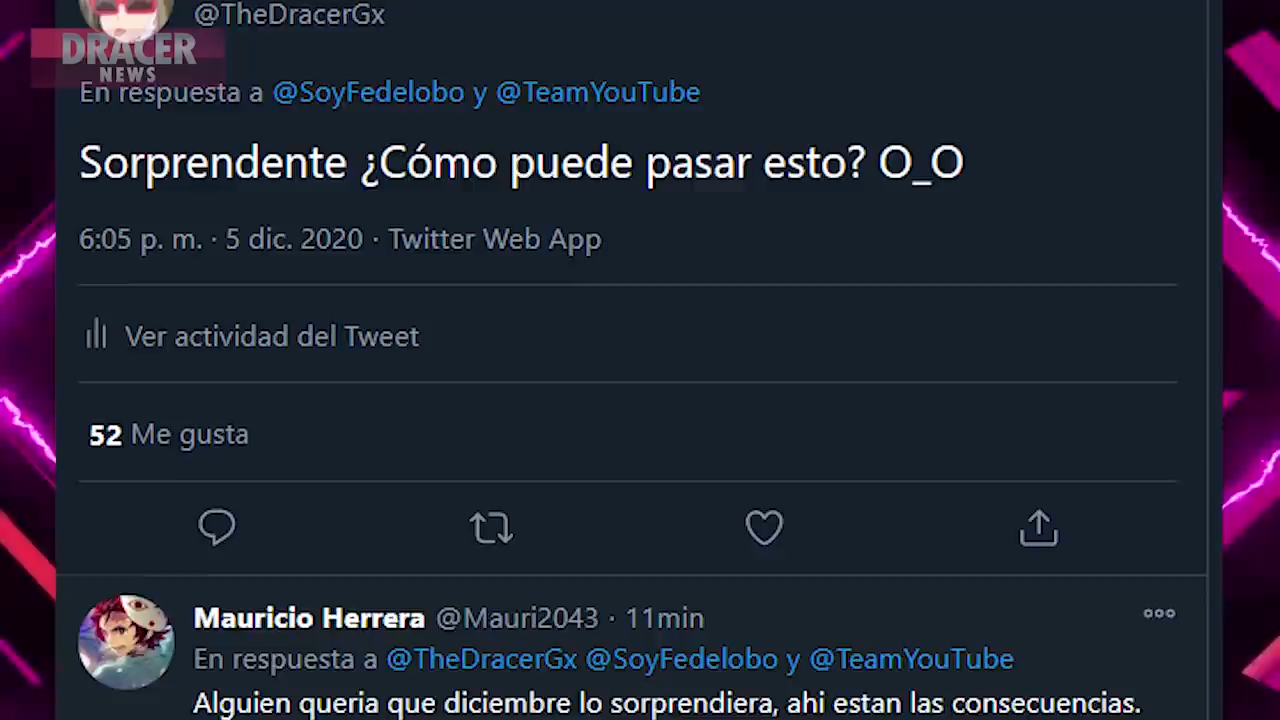 @TheDracerGx
DRACER
NEWS
En respuesta a @SoyFedelobo y @TeamYouTube
Sorprendente ¿Cómo puede pasar esto? O_O
6:05 p. m. · 5 dic. 2020 · Twitter Web App
Ver actividad del Tweet
52 Me gusta
Mauricio Herrera @Mauri2043 · 11min
En respuesta a @TheDracerGx @SoyFedelobo y @TeamYouTube
Alguien queria que diciembre lo sorprendiera, ahi estan las consecuencias.